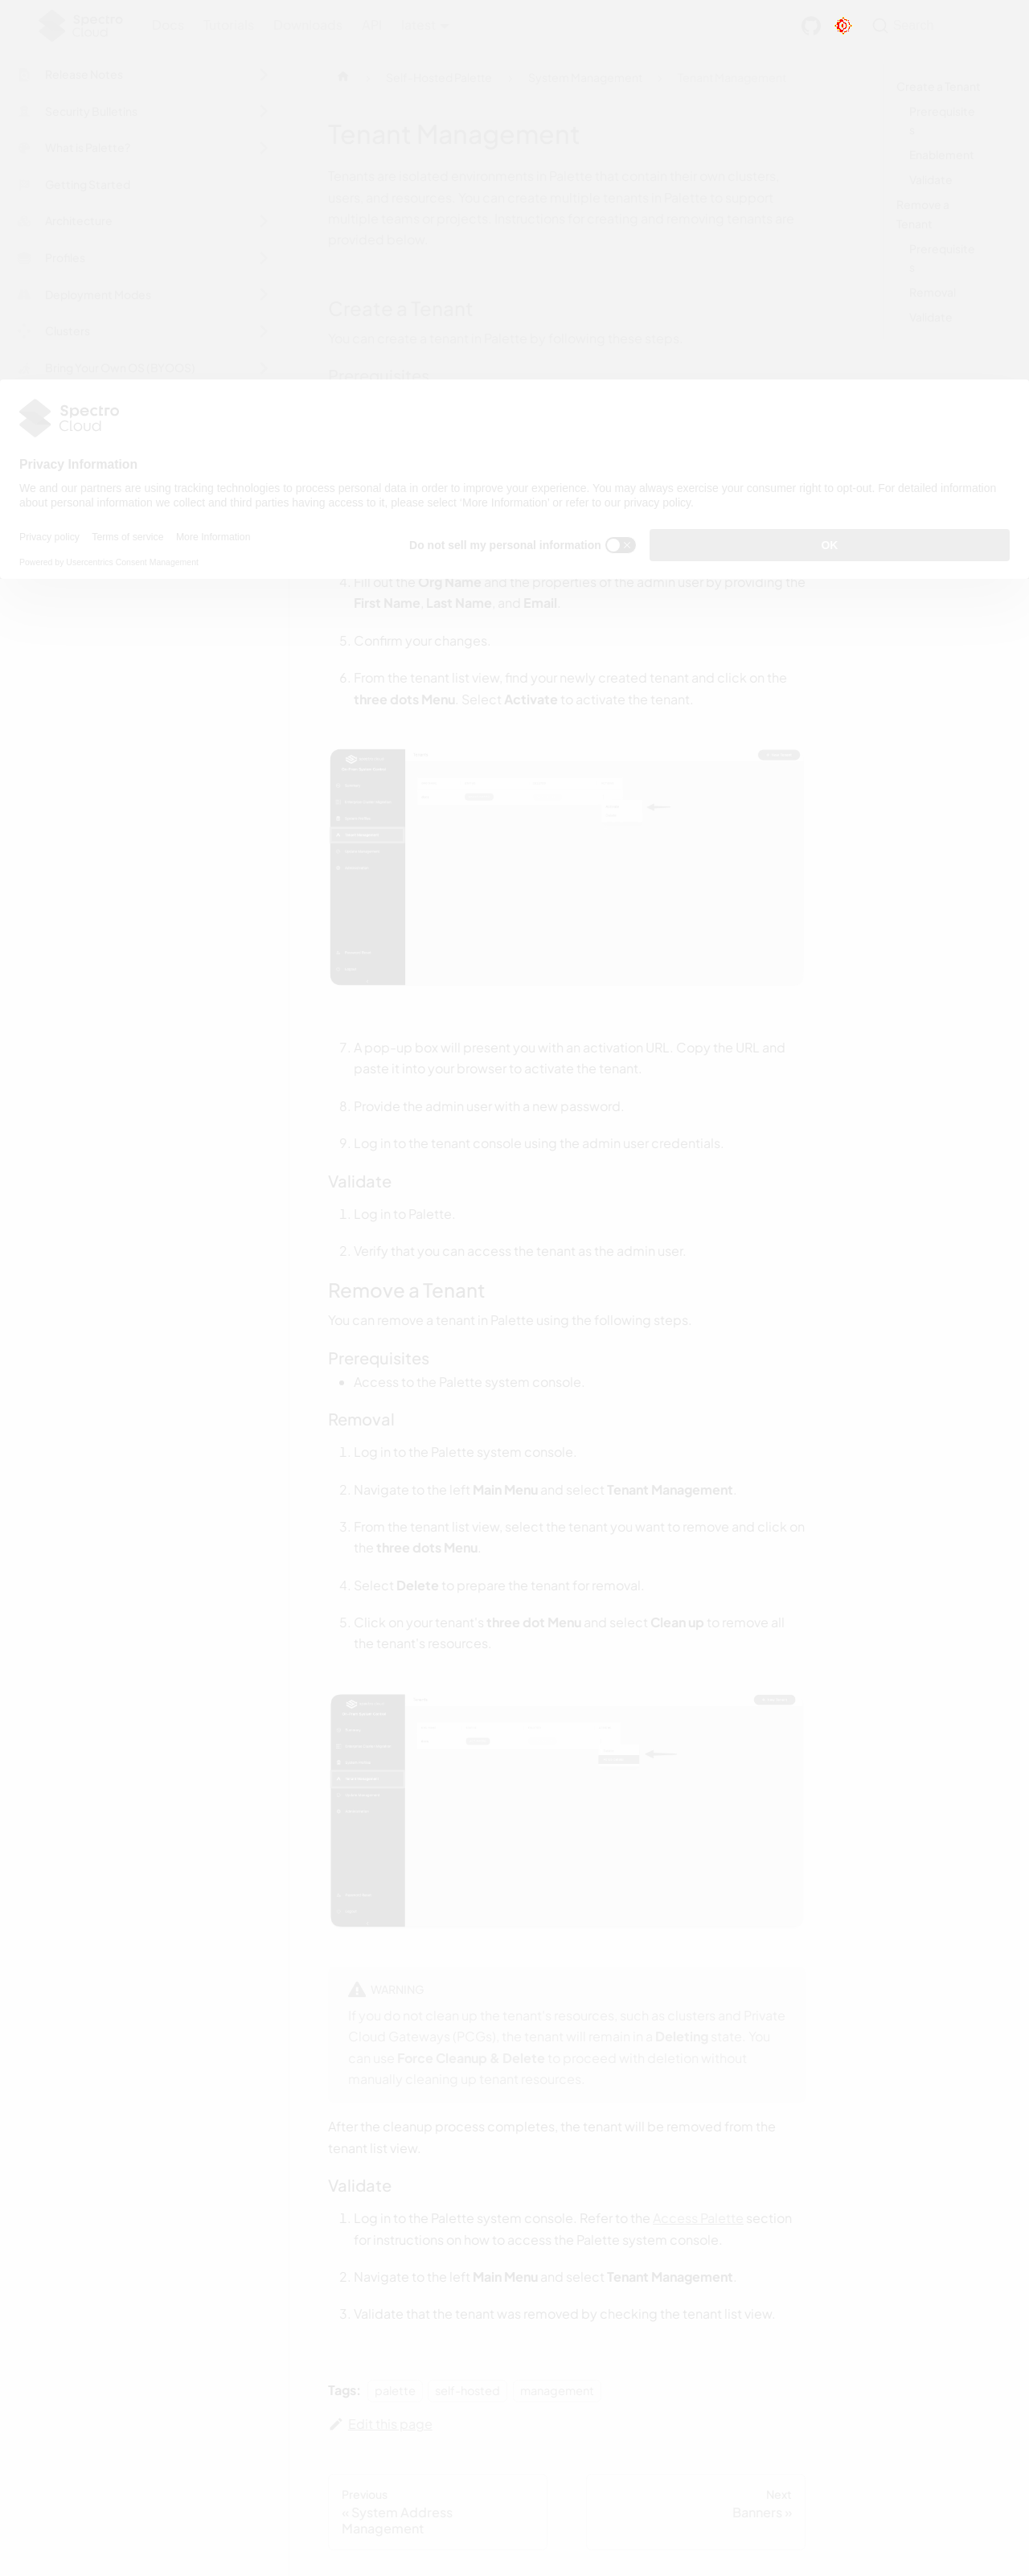 Spectro
Cloud
Docs
Tutorials
Downloads
API
latest
Search
Release Notes
Security Bulletins
What is Palette?
Getting Started
Architecture
Profiles
Deployment Models
Clusters
Bring Your Own OS (BYOOS)
Self-Hosted Palette
System Management
Tenant Management
Create a Tenant
Prerequisites
Enablement
Validate
Remove a
Tenant
Prerequisites
Removal
Validate
Tenant Management
Tenants are isolated environments in Palette that contain their own clusters,
users, and resources. You can create multiple tenants in Palette to support
multiple teams or projects. Instructions for creating and removing tenants are
provided below.
Create a Tenant
You can create a tenant in Palette by following these steps.
Prerequisites
Spectro
Cloud
Privacy Information
We and our partners are using tracking technologies to process personal data in order to improve your experience. You may always exercise your consumer right to opt-out. For detailed information
about personal information we collect and third parties having access to it, please select 'More Information' or refer to our privacy policy.
Privacy policy
Terms of service
More Information
Do not sell my personal information
OK
Powered by Usercentrics Consent Management
4. Fill out the Org Name and the properties of the admin user by providing the
First Name, Last Name, and Email.
5. Confirm your changes.
6. From the tenant list view, find your newly created tenant and click on the
three dots Menu. Select Activate to activate the tenant.
7. A pop-up box will present you with an activation URL. Copy the URL and
paste it into your browser to activate the tenant.
8. Provide the admin user with a new password.
9. Log in to the tenant console using the admin user credentials.
Validate
1. Log in to Palette.
2. Verify that you can access the tenant as the admin user.
Remove a Tenant
You can remove a tenant in Palette using the following steps.
Prerequisites
Access to the Palette system console.
Removal
1. Log in to the Palette system console.
2. Navigate to the left Main Menu and select Tenant Management.
3. From the tenant list view, select the tenant you want to remove and click on
the three dots Menu.
4. Select Delete to prepare the tenant for removal.
5. Click on your tenant's three dot Menu and select Clean up to remove all
the tenant's resources.
WARNING
If you do not clean up the tenant's resources, such as clusters and Private
Cloud Gateways (PCGs), the tenant will remain in a Deleting state. You
can use Force Cleanup & Delete to proceed with deletion without
manually cleaning up tenant resources.
After the cleanup process completes, the tenant will be removed from the
tenant list view.
Validate
1. Log in to the Palette system console. Refer to the Access Palette section
for instructions on how to access the Palette system console.
2. Navigate to the left Main Menu and select Tenant Management.
3. Validate that the tenant was removed by checking the tenant list view.
Tags:
palette
self-hosted
management
Edit this page
Previous
« System Address
Management
Next
Banners »